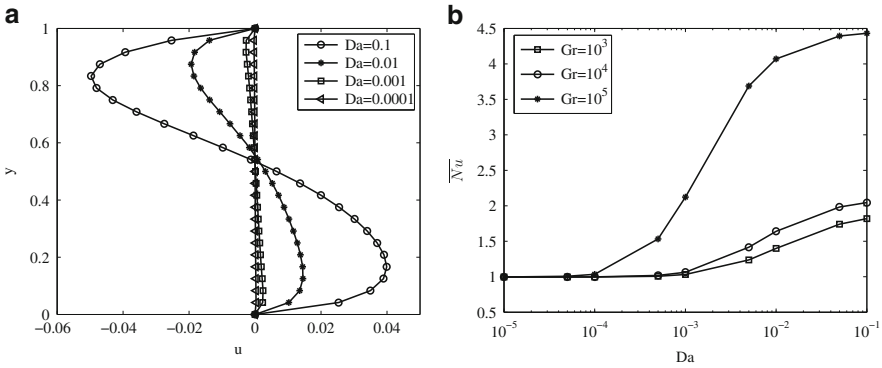 a
1
0.8
0.6
0.4
0.2
0
y
−0.06
−0.04
−0.02
0
0.02
0.04
u
Da=0.1
Da=0.01
Da=0.001
Da=0.0001
b
4.5
4
3.5
3
2.5
2
1.5
1
0.5
Nu
10⁻⁵
10⁻⁴
10⁻³
10⁻²
10⁻¹
Da
Gr=10³
Gr=10⁴
Gr=10⁵